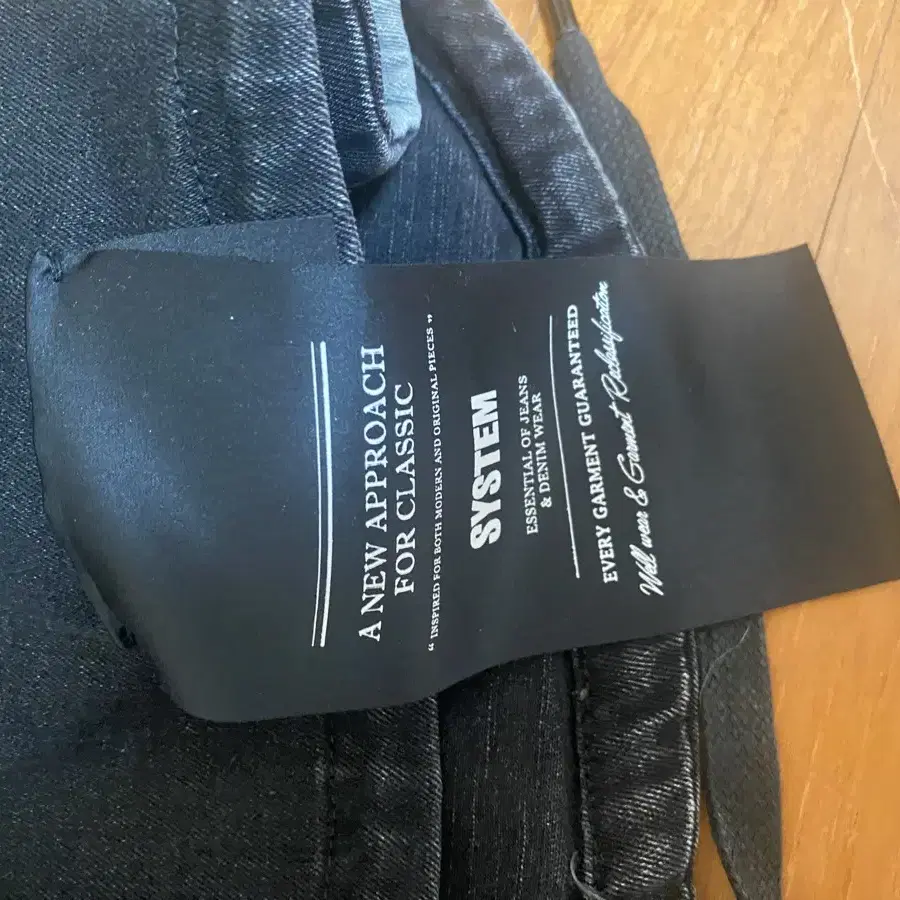 A NEW APPROACH
FOR CLASSIC
“ INSPIRED FOR BOTH MODERN AND ORIGINAL PIECES ”
SYSTEM
ESSENTIAL OF JEANS
& DENIM WEAR
EVERY GARMENT GUARANTEED
Well wear & Garment